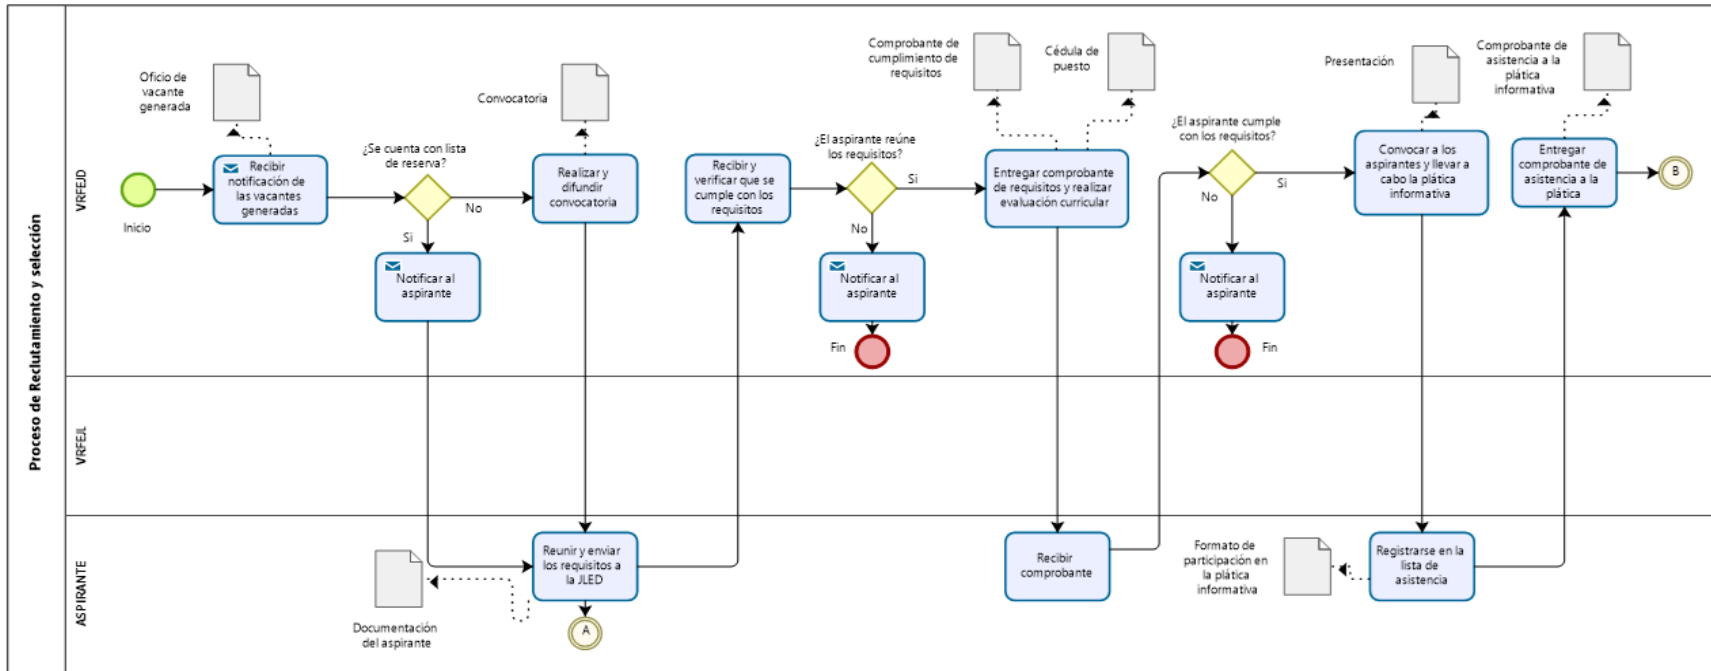 Proceso de Reclutamiento y selección
VRFEJD
Inicio
Oficio de
vacante
generada
Recibir
notificación de
las vacantes
generadas
¿Se cuenta con lista
de reserva?
No
Si
Notificar al
aspirante
Convocatoria
Realizar y
difundir
convocatoria
Recibir y
verificar que se
cumple con los
requisitos
¿El aspirante reúne
los requisitos?
Si
No
Notificar al
aspirante
Fin
Comprobante de
cumplimiento de
requisitos
Cédula de
puesto
Entregar comprobante
de requisitos y realizar
evaluación curricular
¿El aspirante cumple
con los requisitos?
No
Si
Notificar al
aspirante
Fin
Presentación
Convocar a los
aspirantes y llevar a
cabo la plática
informativa
Comprobante de
asistencia a la
plática
informativa
Entregar
comprobante de
asistencia a la
plática
B
VRFEJL
ASPIRANTE
Documentación
del aspirante
Reunir y enviar
los requisitos a
la JLED
A
Recibir
comprobante
Formato de
participación en
la plática
informativa
Registrarse en la
lista de
asistencia